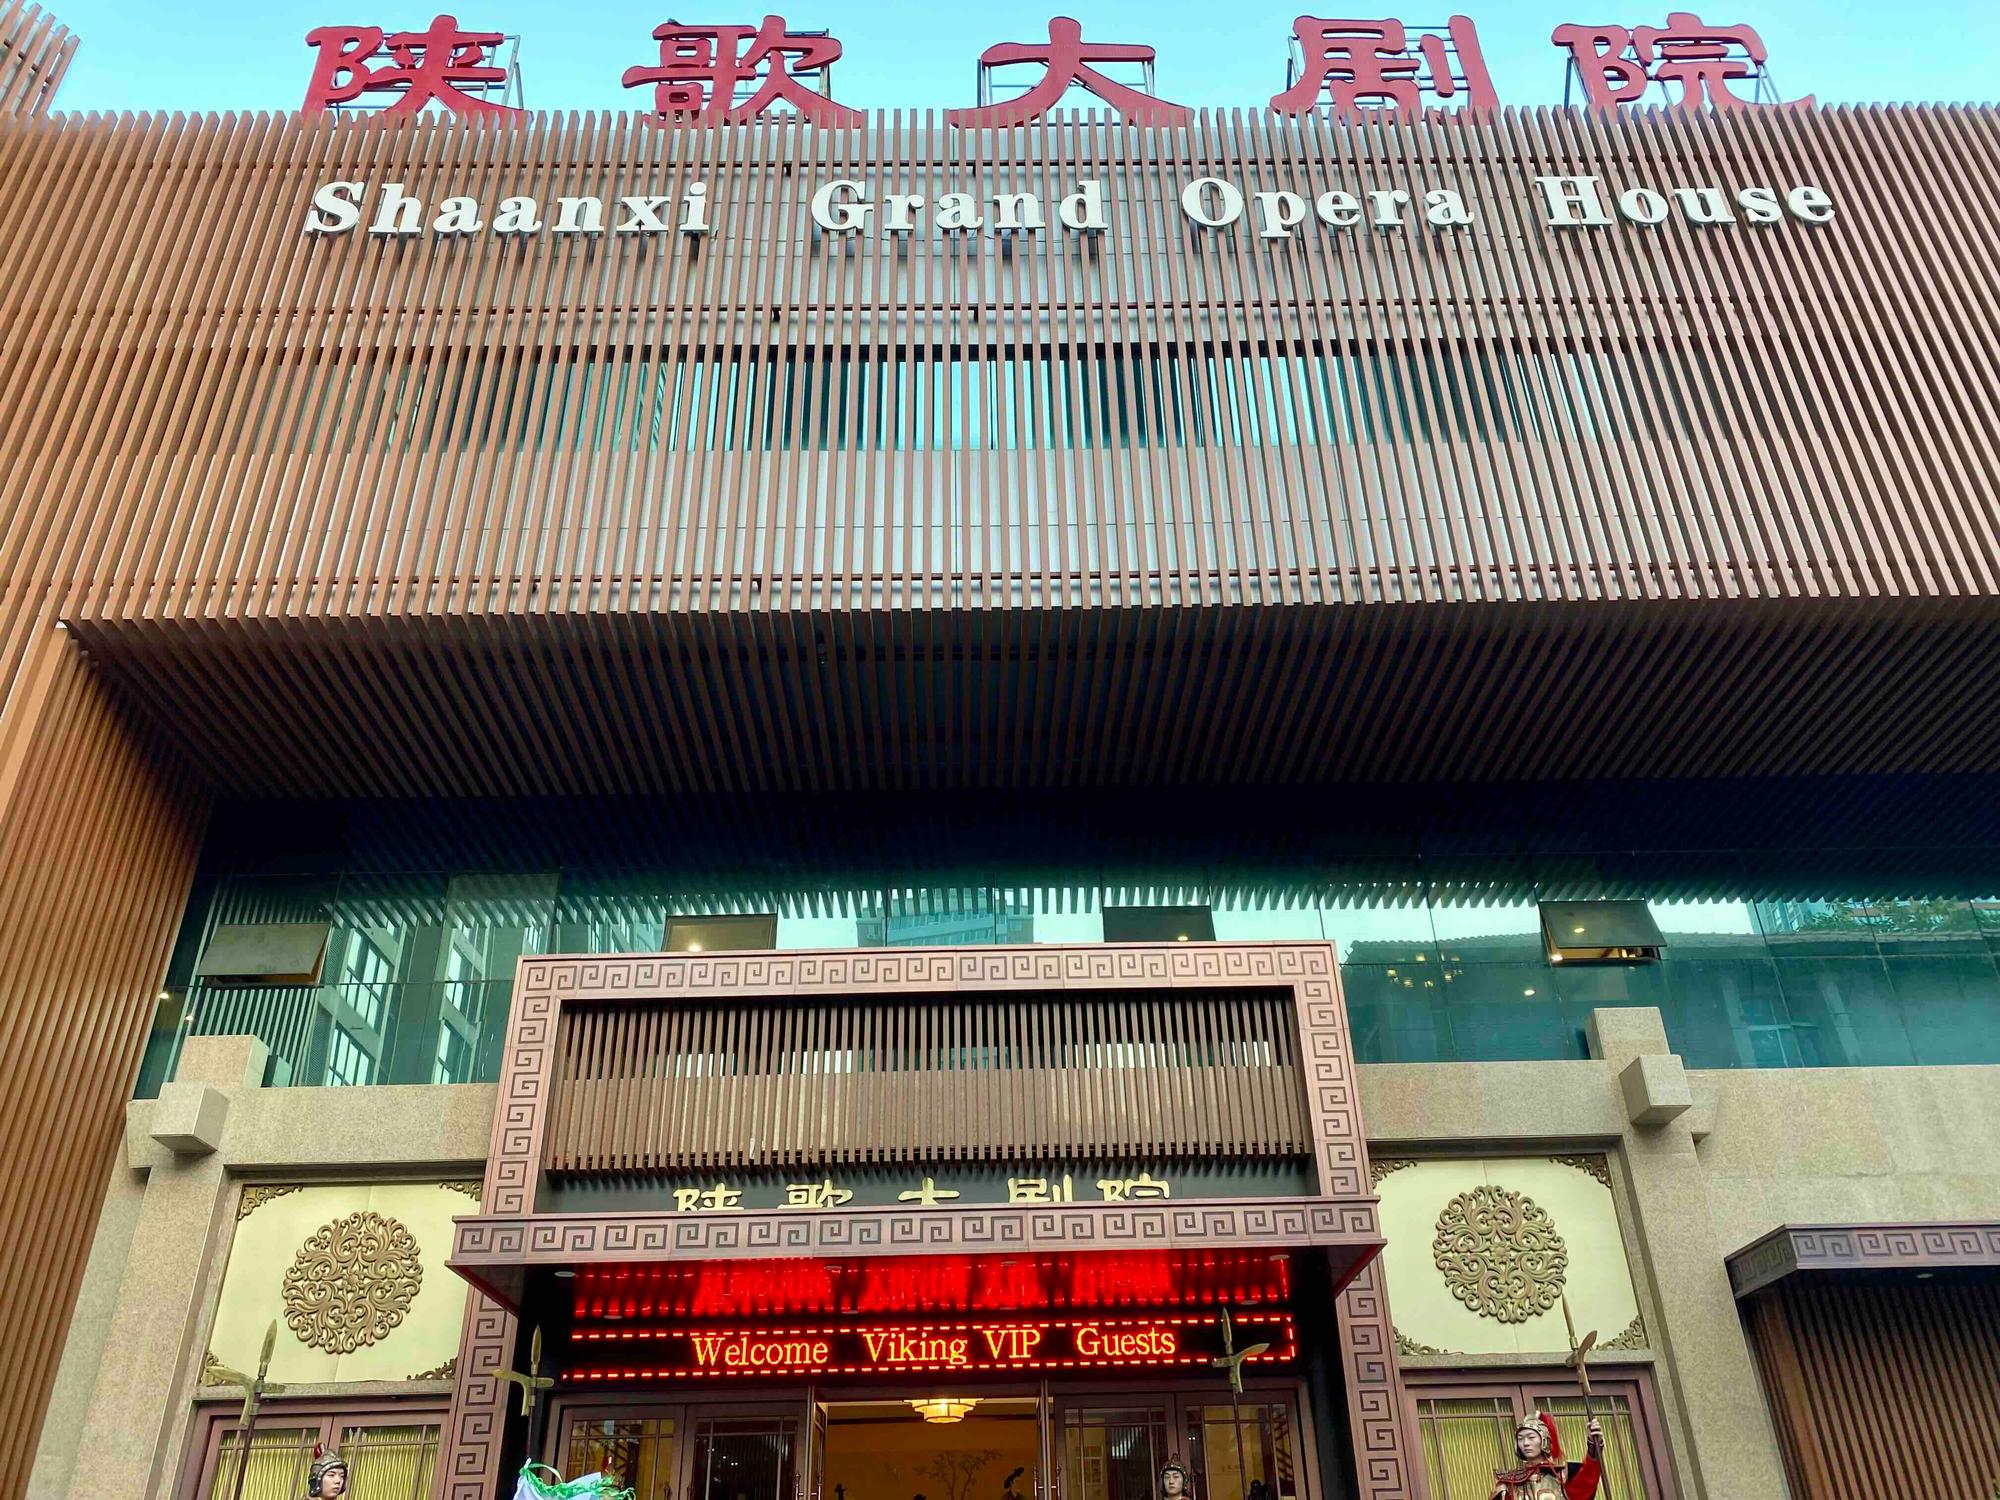 陕歌大剧院
Shaanxi Grand Opera House
陕歌大剧院
Welcome Viking VIP Guests